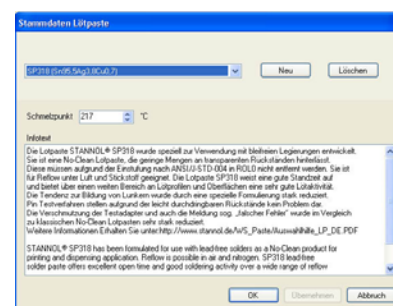 Stammdaten Lötpaste
SP318 (Sn95,5Ag3,8Cu0,7)
Neu
Löschen
Schmelzpunkt 217 °C
Infotext
Die Lotpaste STANNOL® SP318 wurde speziell zur Verwendung mit bleifreien Legierungen entwickelt.
Sie ist eine No-Clean Lotpaste, die geringe Mengen an transparenten Rückständen hinterlässt.
Diese müssen aufgrund der Einstufung nach ANSI/J-STD-004 in ROL0 nicht entfernt werden. Sie ist
für Reflow unter Luft und Stickstoff geeignet. Die Lotpaste SP318 weist eine gute Standzeit auf
und bietet über einen weiten Bereich an Lötprofilen und Oberflächen eine sehr gute Lötaktivität.
Die Tendenz zur Bildung von Lunkern wurde durch eine spezielle Formulierung stark reduziert.
Pin Testverfahren stellen aufgrund der leicht durchdringbaren Rückstände kein Problem dar.
Die Verschmutzung der Testadapter und auch die Meldung sog. „falscher Fehler" wurde im Vergleich
zu klassischen No-Clean Lotpasten sehr stark reduziert.
Weitere Informationen Erhalten Sie unter:http://www.stannol.de/WS_Paste/Auswahlhilfe_LP_DE.PDF
STANNOL® SP318 has been formulated for use with lead-free solders as a No-Clean product for
printing and dispensing application. Reflow is possible in air and nitrogen. SP318 lead-free
solder paste offers excellent open time and good soldering activity over a wide range of reflow
OK
Übernehmen
Abbruch